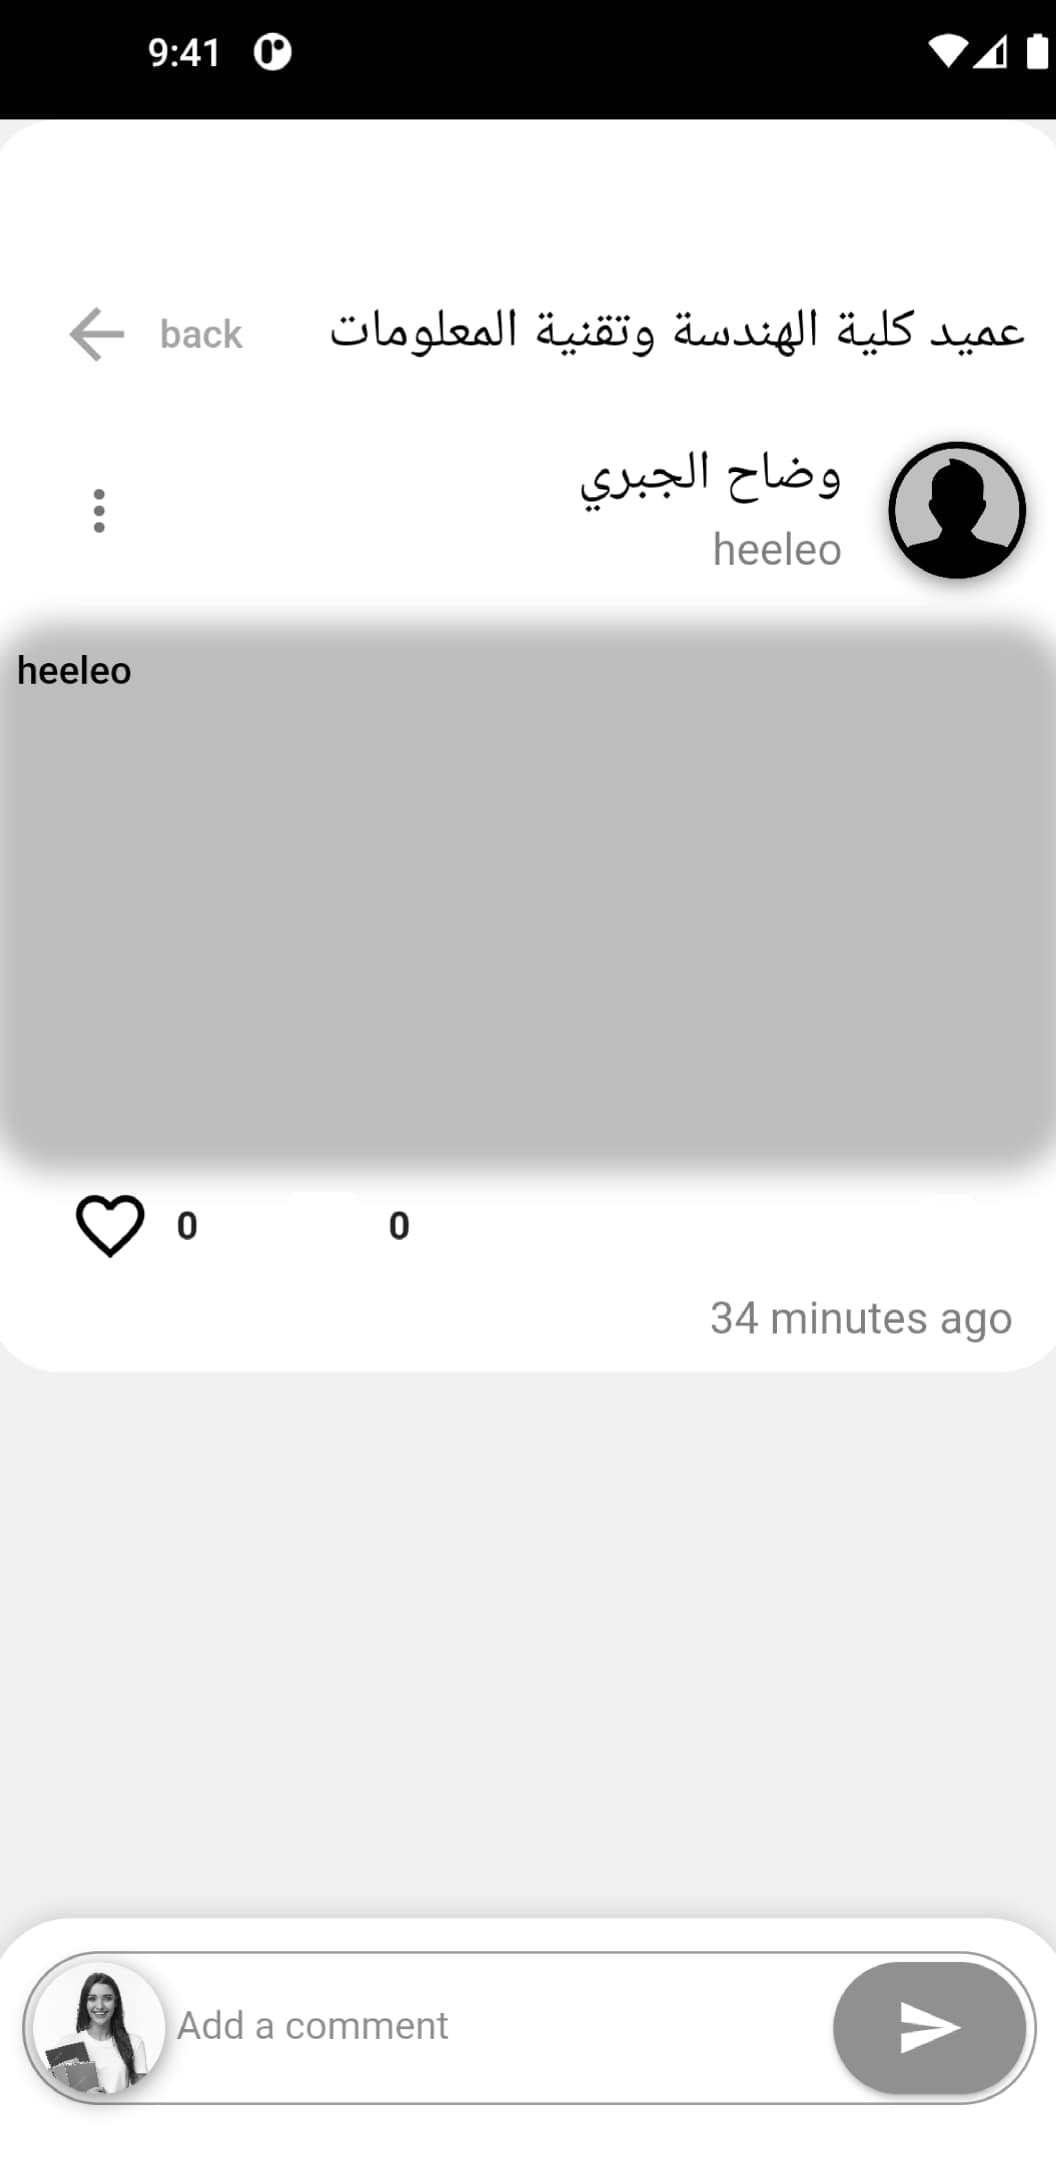 9:41
back
عميد كلية الهندسة وتقنية المعلومات
وضاح الجبري
heeleo
heeleo
0 0
34 minutes ago
Add a comment